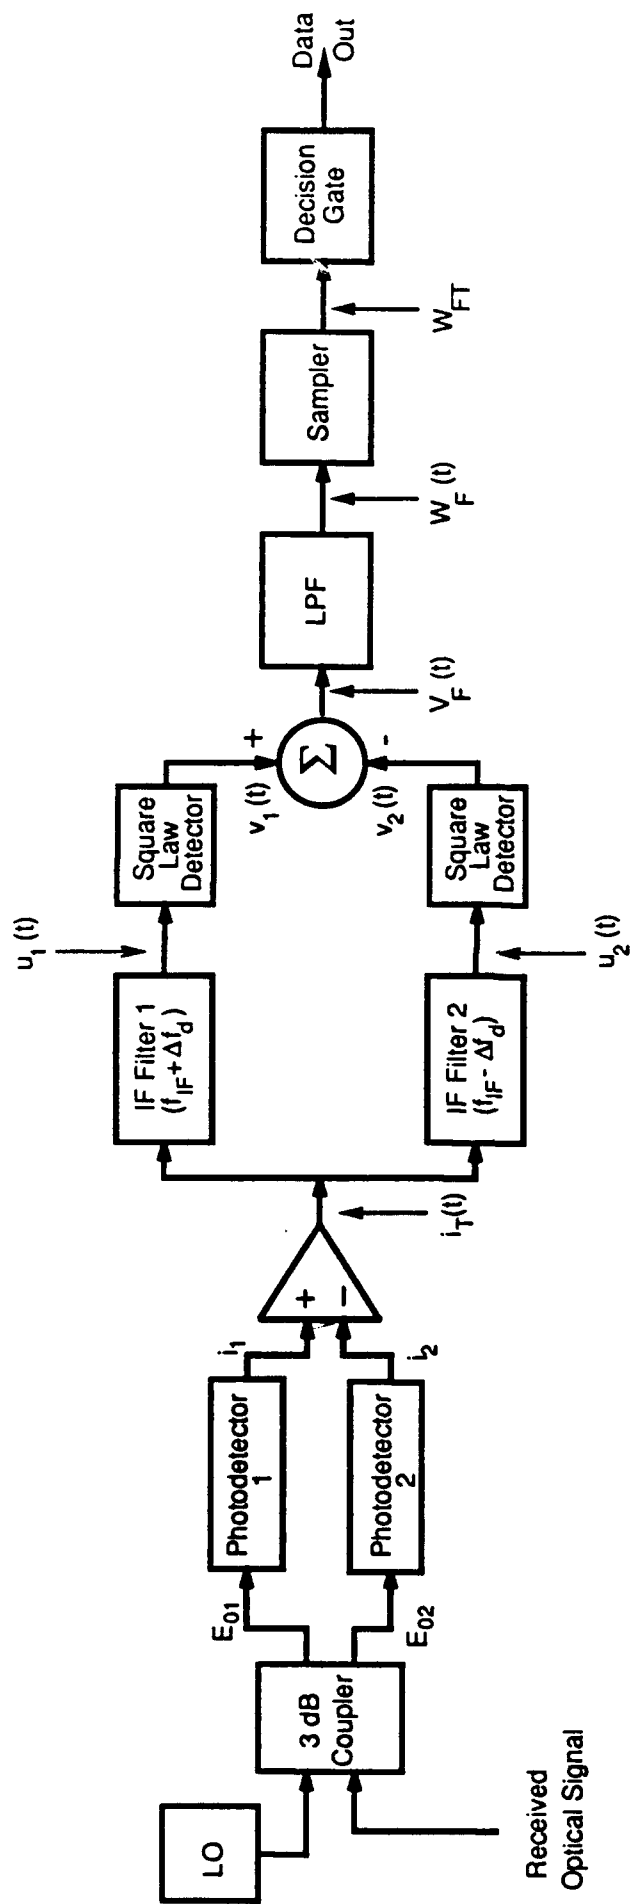 LO
Received
Optical Signal
3 dB
Coupler
E01
E02
Photodetector
1
Photodetector
2
i1
i2
+
−
iT(t)
IF Filter 1
(fIF+Δfd)
IF Filter 2
(fIF-Δfd)
u1(t)
u2(t)
Square
Law
Detector
Square
Law
Detector
v1(t)
+
v2(t)
-
Σ
VF(t)
LPF
WF(t)
Sampler
WFT
Decision
Gate
Data
Out